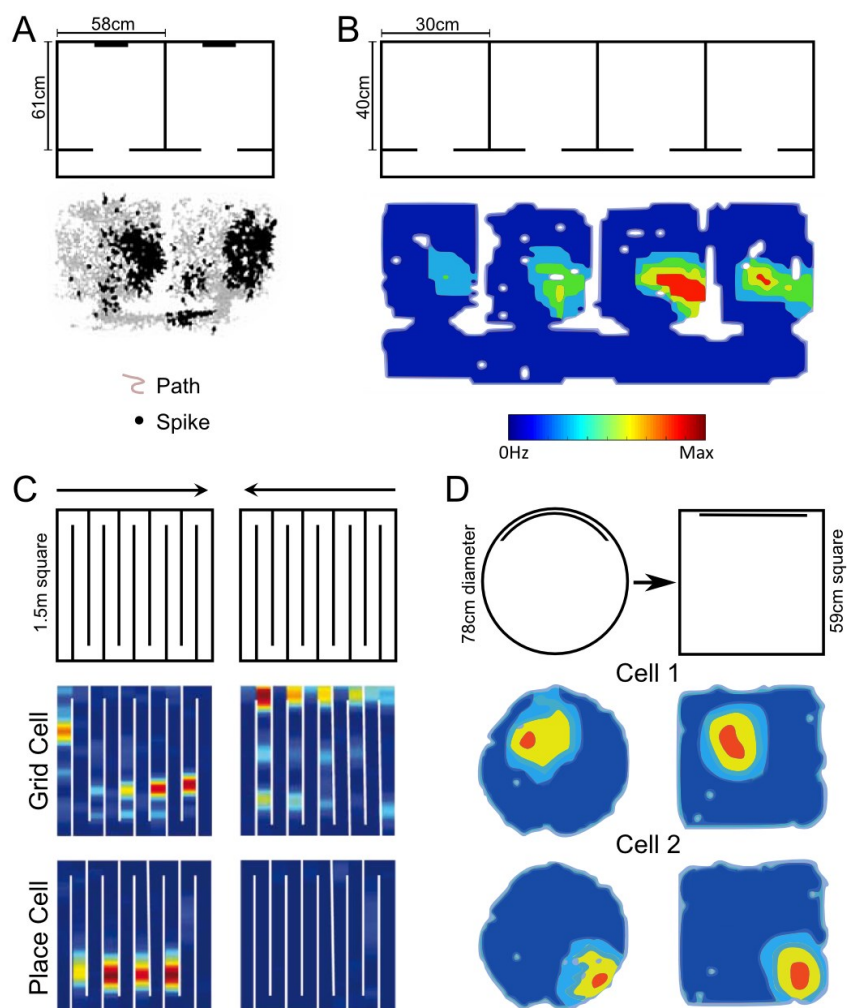 A
58cm
61cm
Path
Spike
B
30cm
40cm
0Hz
Max
C
1.5m square
Grid Cell
Place Cell
D
78cm diameter
59cm square
Cell 1
Cell 2